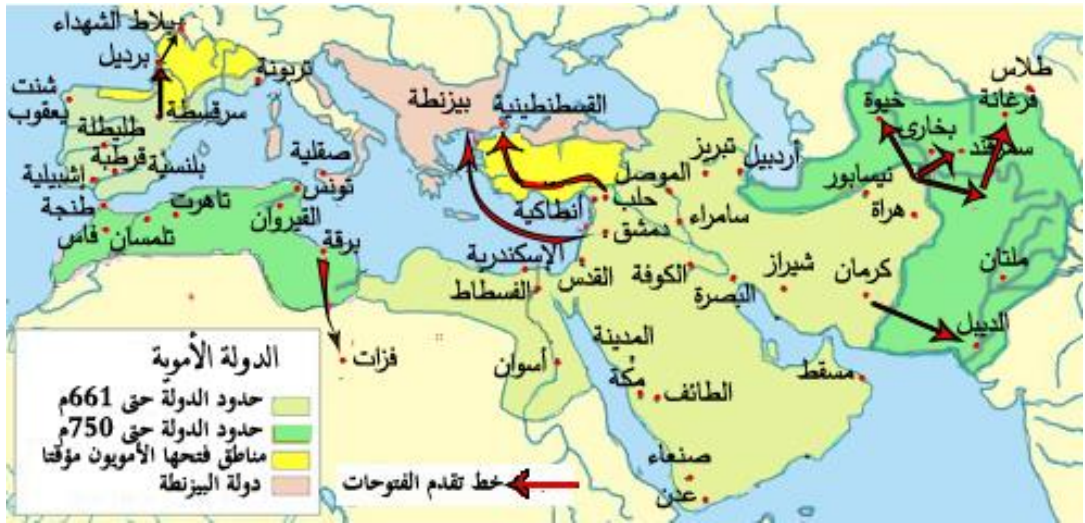 بلاط الشهداء
برديل
تربونة
شنت
يعقوب
سرقسطة
طليطلة
قرطبة
بلنسية
اشبيلية
طنجة
فاس
تلمسان
تاهرت
القيروان
تونس
صقلية
برقة
فزات
بيزنطة
القسطنطينية
أنطاكية
حلب
الموصل
تبريز
أردبيل
سامراء
دمشق
الإسكندرية
الفسطاط
القدس
الكوفة
البصرة
شيراز
كرمان
أسوان
المدينة
مكة
الطائف
مسقط
صنعاء
عدن
طلاس
فرغانة
خيوة
بخارى
سمرقند
نيسابور
هراة
ملتان
الديبل
الدولة الأموية
حدود الدولة حتى 661م
حدود الدولة حتى 750م
مناطق فتحها الأمويون مؤقتا
دولة البيزنطة
خط تقدم الفتوحات